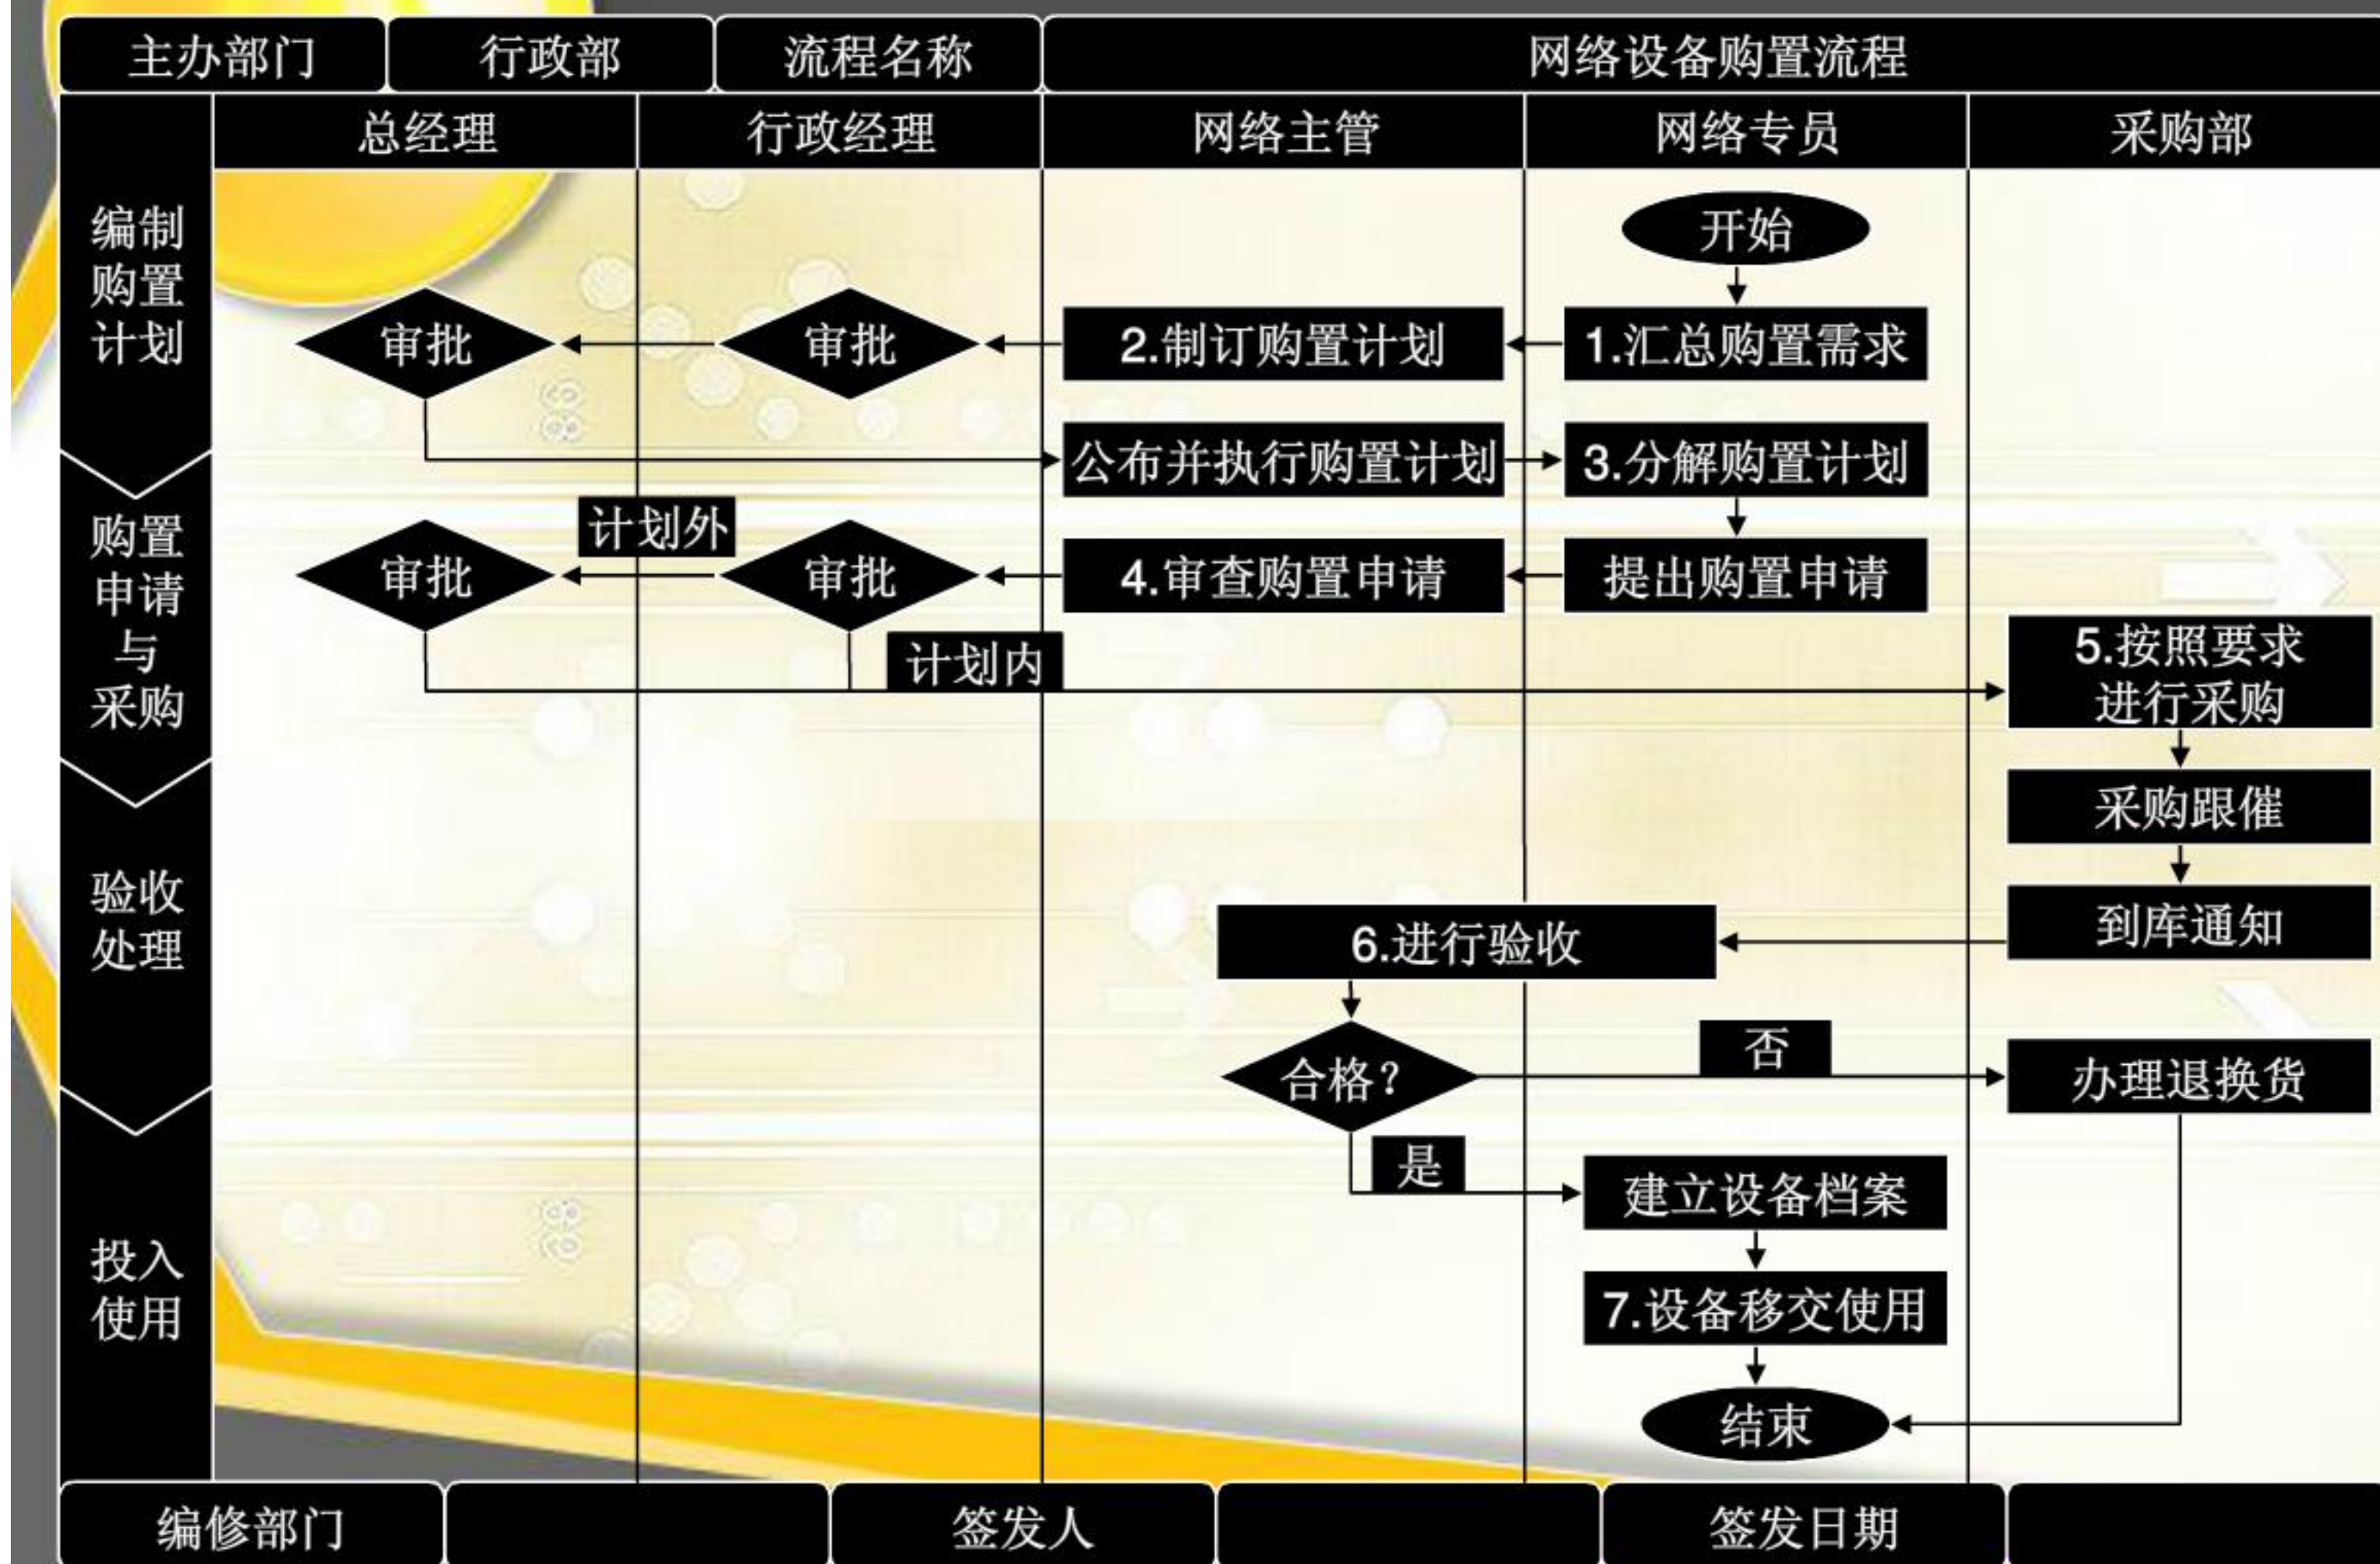 主办部门 行政部 流程名称 网络设备购置流程
总经理 行政经理 网络主管 网络专员 采购部
编制
购置
计划
开始
审批 审批 2.制订购置计划 1.汇总购置需求
公布并执行购置计划 3.分解购置计划
购置
申请
与
采购
计划外
审批 审批 4.审查购置申请 提出购置申请
计划内
5.按照要求
进行采购
采购跟催
验收
处理
6.进行验收 到库通知
合格? 否 办理退换货
是
建立设备档案
投入
使用
7.设备移交使用
结束
编修部门 签发人 签发日期